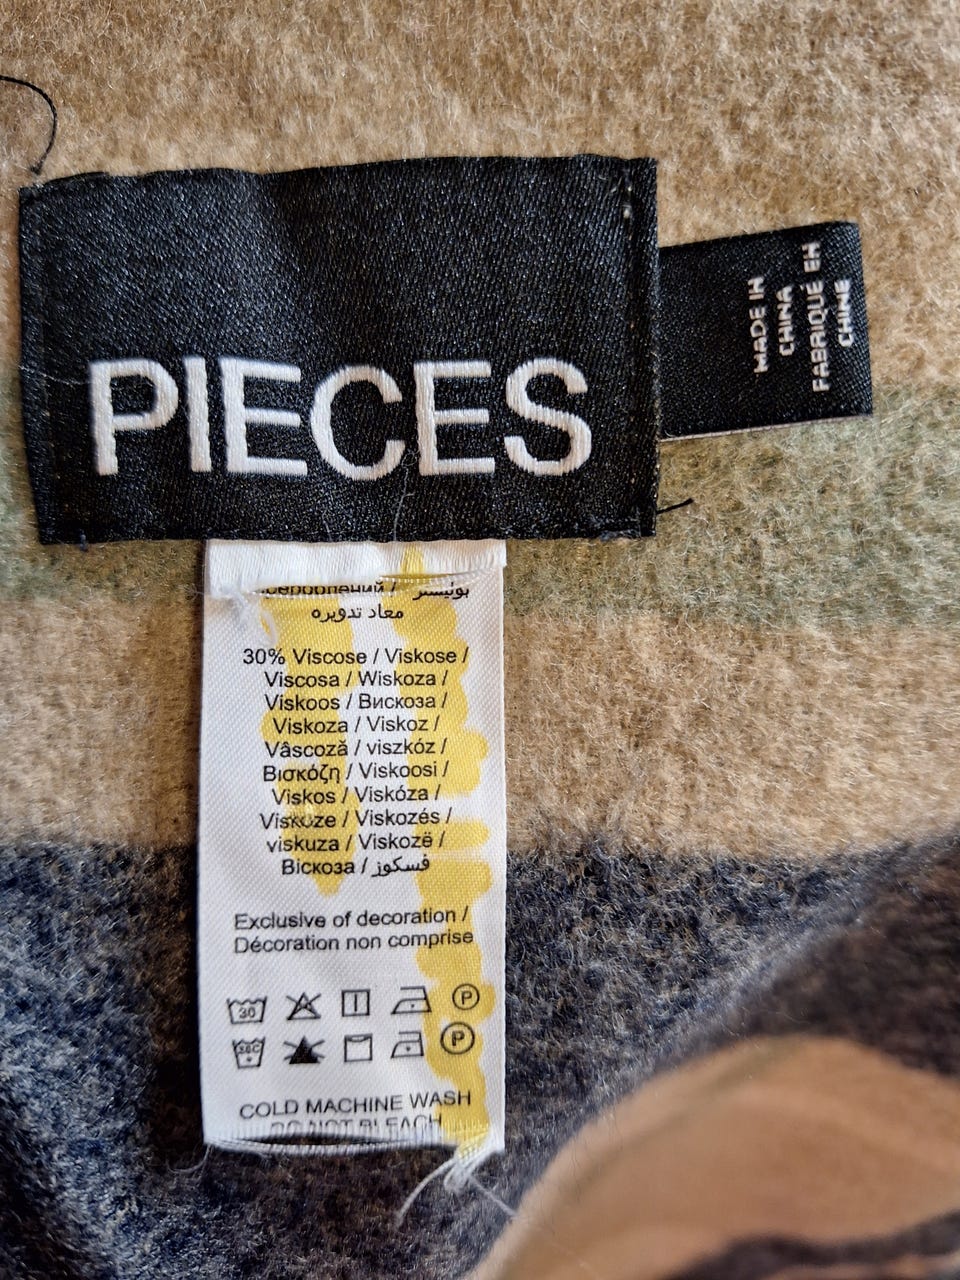 PIECES
MADE IN
CHINA
FABRIQUÉ EN
CHINE
معاد تدويره
30% Viscose / Viskose /
Viscosa / Wiskoza /
Viskoos / Вискоза /
Viskoza / Viskoz /
Vâscoză / viszkóz /
Βισκόζη / Viskoosi /
Viskos / Viskóza /
Viskoze / Viskozés /
viskuza / Viskozë /
Віскоза / فسكوز
Exclusive of decoration /
Décoration non comprise
30 P
30C P
COLD MACHINE WASH
DO NOT BLEACH